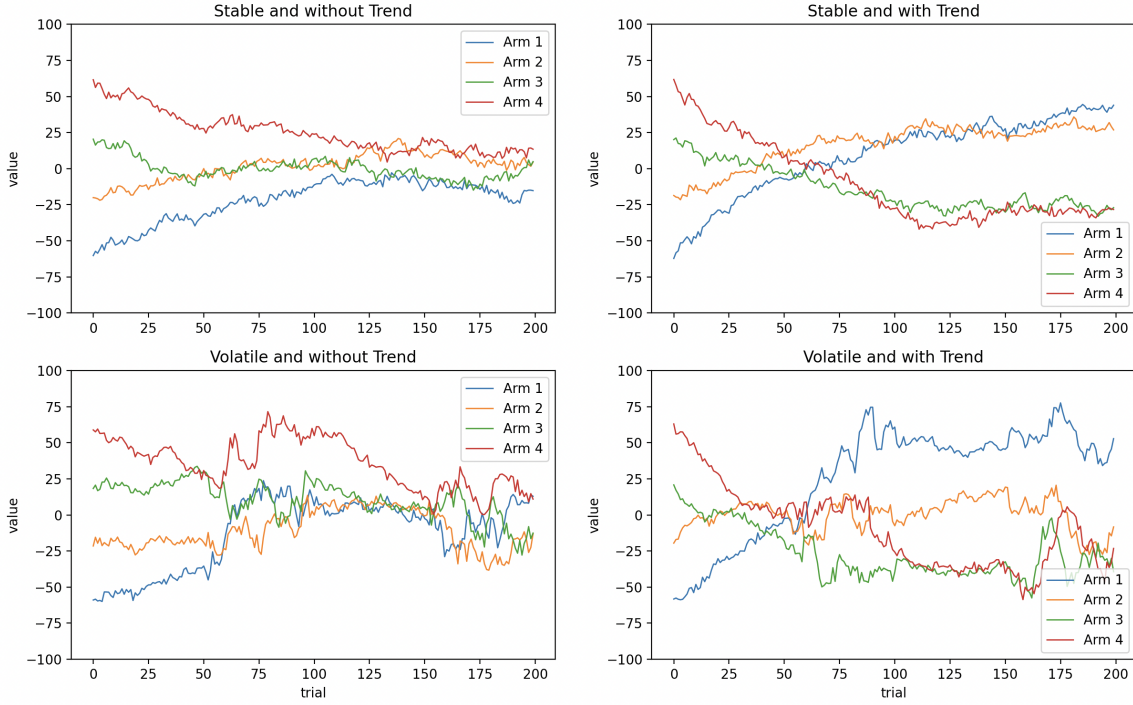 Stable and without Trend
100
75
50
25
0
−25
−50
−75
−100
value
0 25 50 75 100 125 150 175 200
Arm 1
Arm 2
Arm 3
Arm 4
Stable and with Trend
100
75
50
25
0
−25
−50
−75
−100
value
0 25 50 75 100 125 150 175 200
Arm 1
Arm 2
Arm 3
Arm 4
Volatile and without Trend
100
75
50
25
0
−25
−50
−75
−100
value
0 25 50 75 100 125 150 175 200
trial
Arm 1
Arm 2
Arm 3
Arm 4
Volatile and with Trend
100
75
50
25
0
−25
−50
−75
−100
value
0 25 50 75 100 125 150 175 200
trial
Arm 1
Arm 2
Arm 3
Arm 4